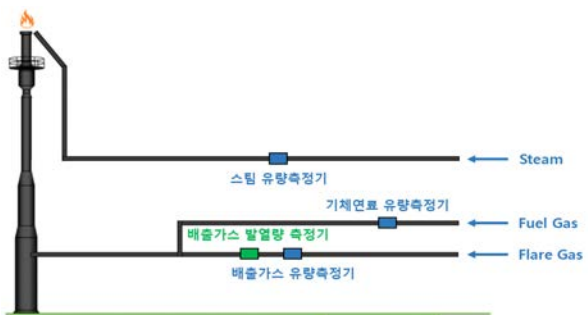 Steam
스팀 유량측정기
기체연료 유량측정기
Fuel Gas
배출가스 발열량 측정기
Flare Gas
배출가스 유량측정기